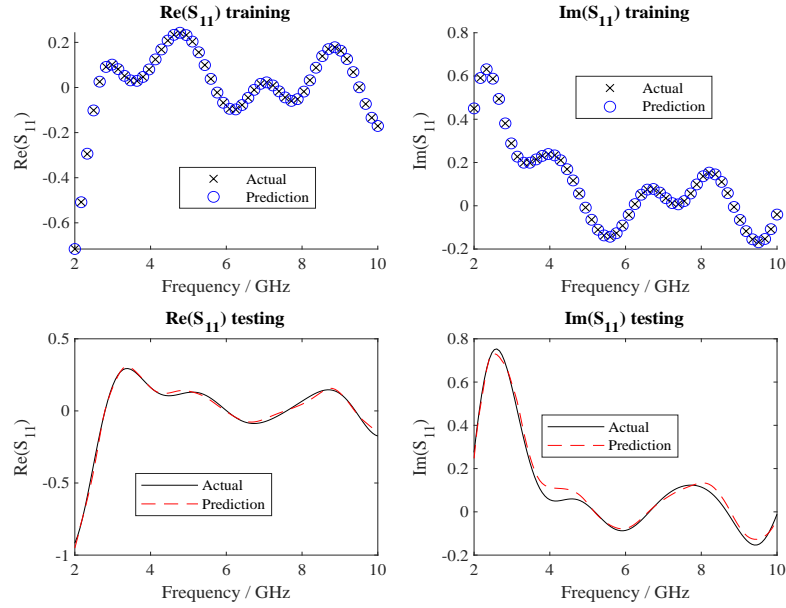 Re(S11) training
0.2
0
-0.2
-0.4
-0.6
Re(S11)
Actual
Prediction
2 4 6 8 10
Frequency / GHz
Im(S11) training
0.8
0.6
0.4
0.2
0
-0.2
Im(S11)
Actual
Prediction
2 4 6 8 10
Frequency / GHz
Re(S11) testing
0.5
0
-0.5
-1
Re(S11)
Actual
Prediction
2 4 6 8 10
Frequency / GHz
Im(S11) testing
0.8
0.6
0.4
0.2
0
-0.2
Im(S11)
Actual
Prediction
2 4 6 8 10
Frequency / GHz